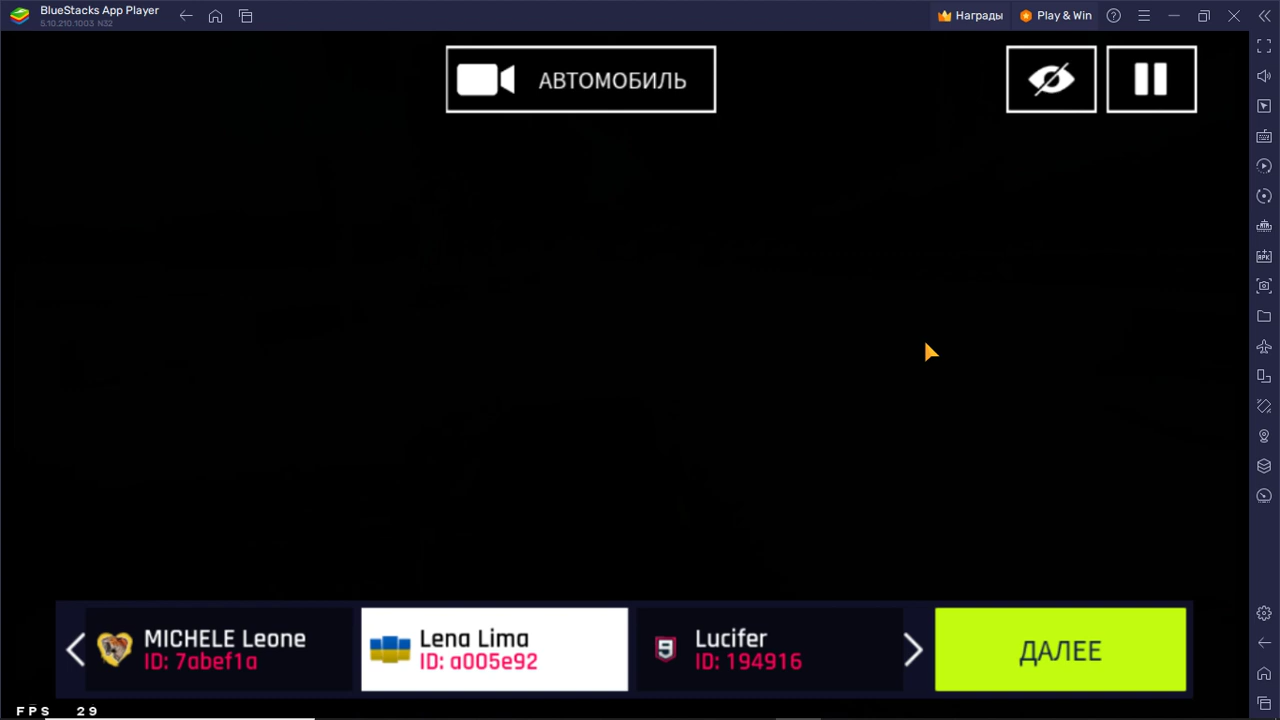 BlueStacks App Player
5.10.210.1003 N32
Награды
Play & Win
АВТОМОБИЛЬ
MICHELE Leone
ID: 7abef1a
Lena Lima
ID: a005e92
Lucifer
ID: 194916
ДАЛЕЕ
FPS 29